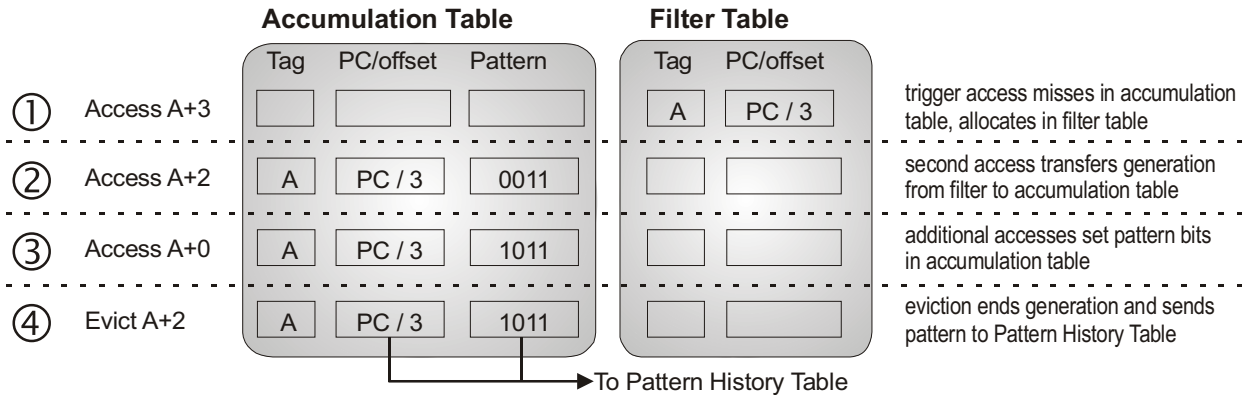 Accumulation Table Filter Table
Tag PC/offset Pattern Tag PC/offset
① Access A+3 A PC / 3 trigger access misses in accumulation
table, allocates in filter table
② Access A+2 A PC / 3 0011 second access transfers generation
from filter to accumulation table
③ Access A+0 A PC / 3 1011 additional accesses set pattern bits
in accumulation table
④ Evict A+2 A PC / 3 1011 eviction ends generation and sends
pattern to Pattern History Table
To Pattern History Table